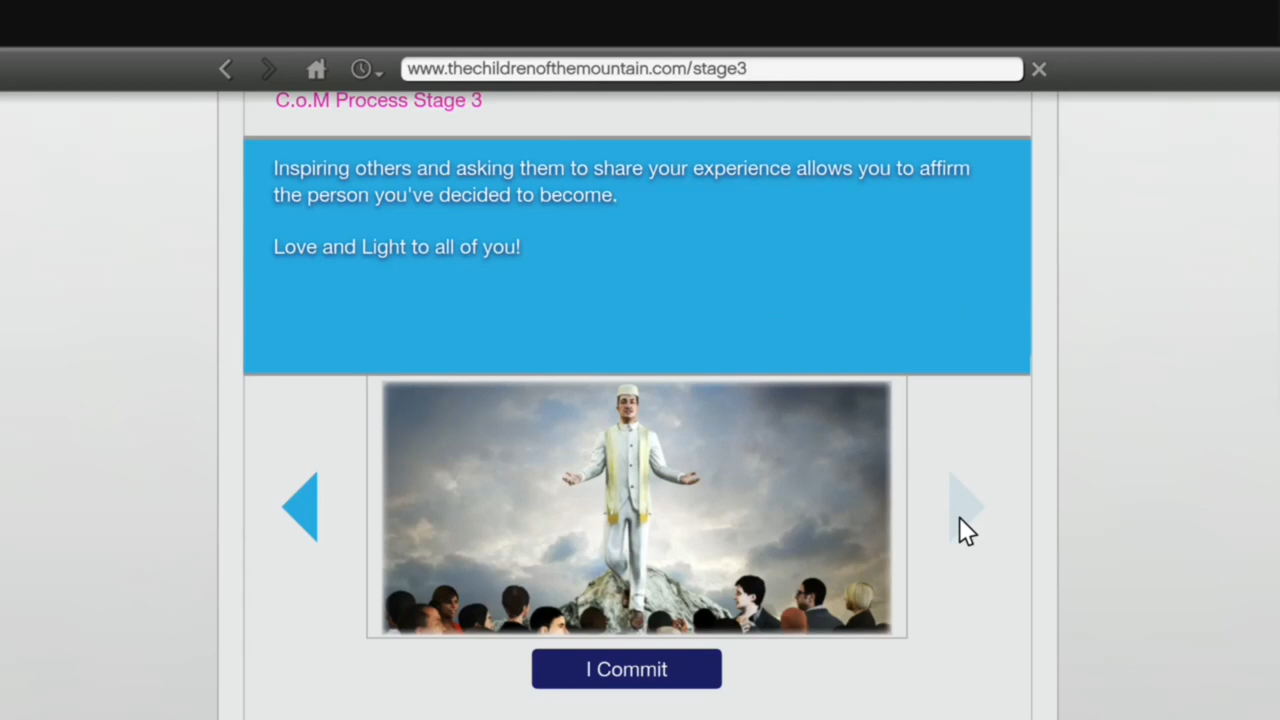 www.thechildrenofthemountain.com/stage3
C.o.M Process Stage 3
Inspiring others and asking them to share your experience allows you to affirm
the person you've decided to become.
Love and Light to all of you!
I Commit